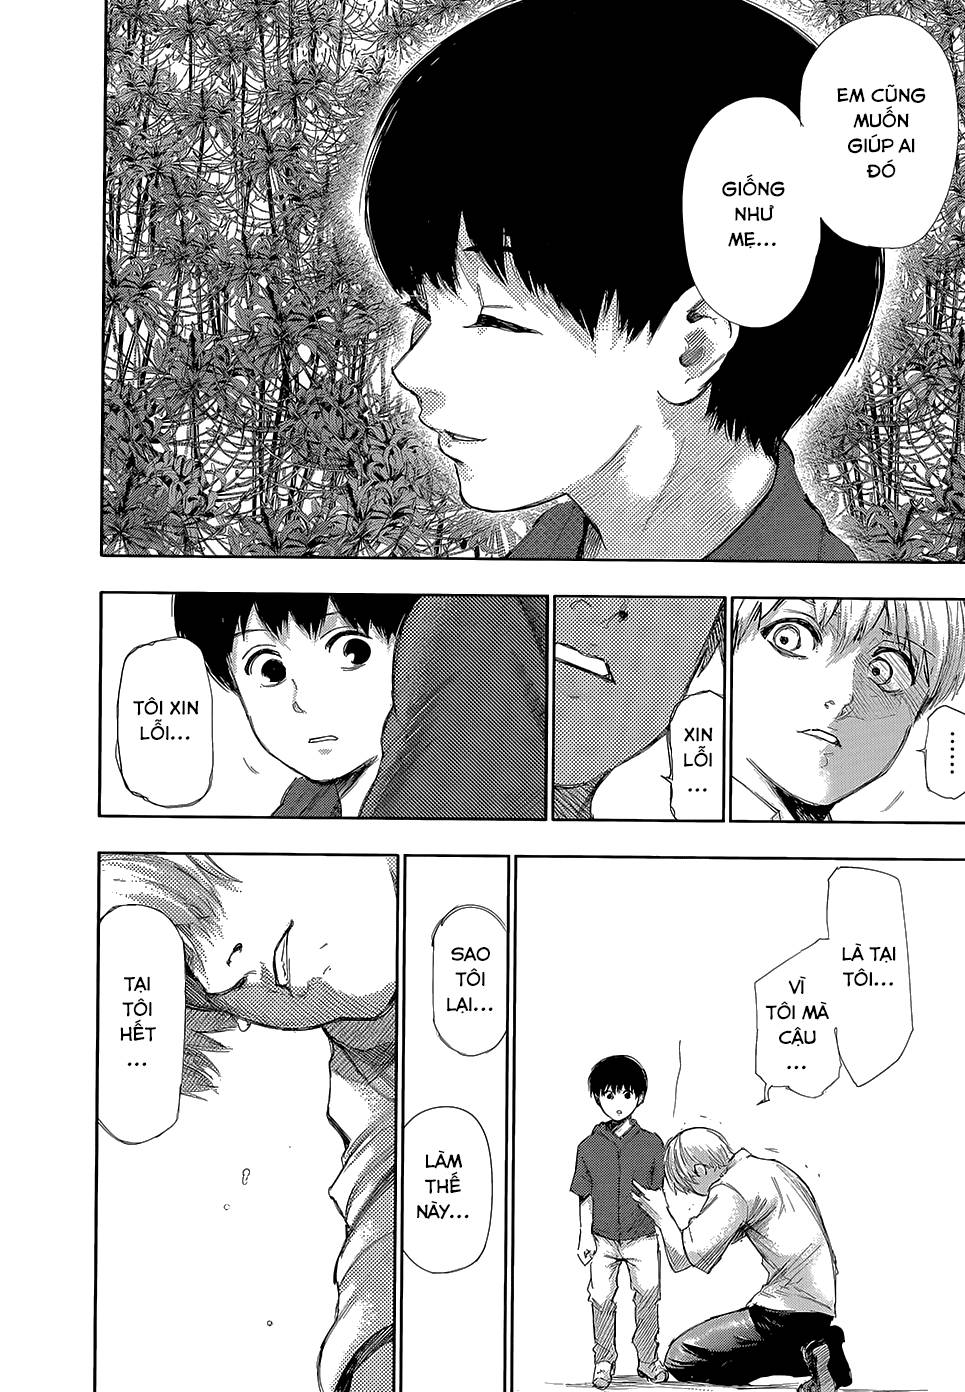 EM CŨNG
MUỐN
GIÚP AI
ĐÓ
GIỐNG
NHƯ
MẸ...
......
XIN
LỖI
...
TÔI XIN
LỖI...
LÀ TẠI
TÔI...
VÌ
TÔI MÀ
CẬU
...
SAO
TÔI
LẠI...
LÀM
THẾ
NÀY...
TẠI
TÔI
HẾT
...